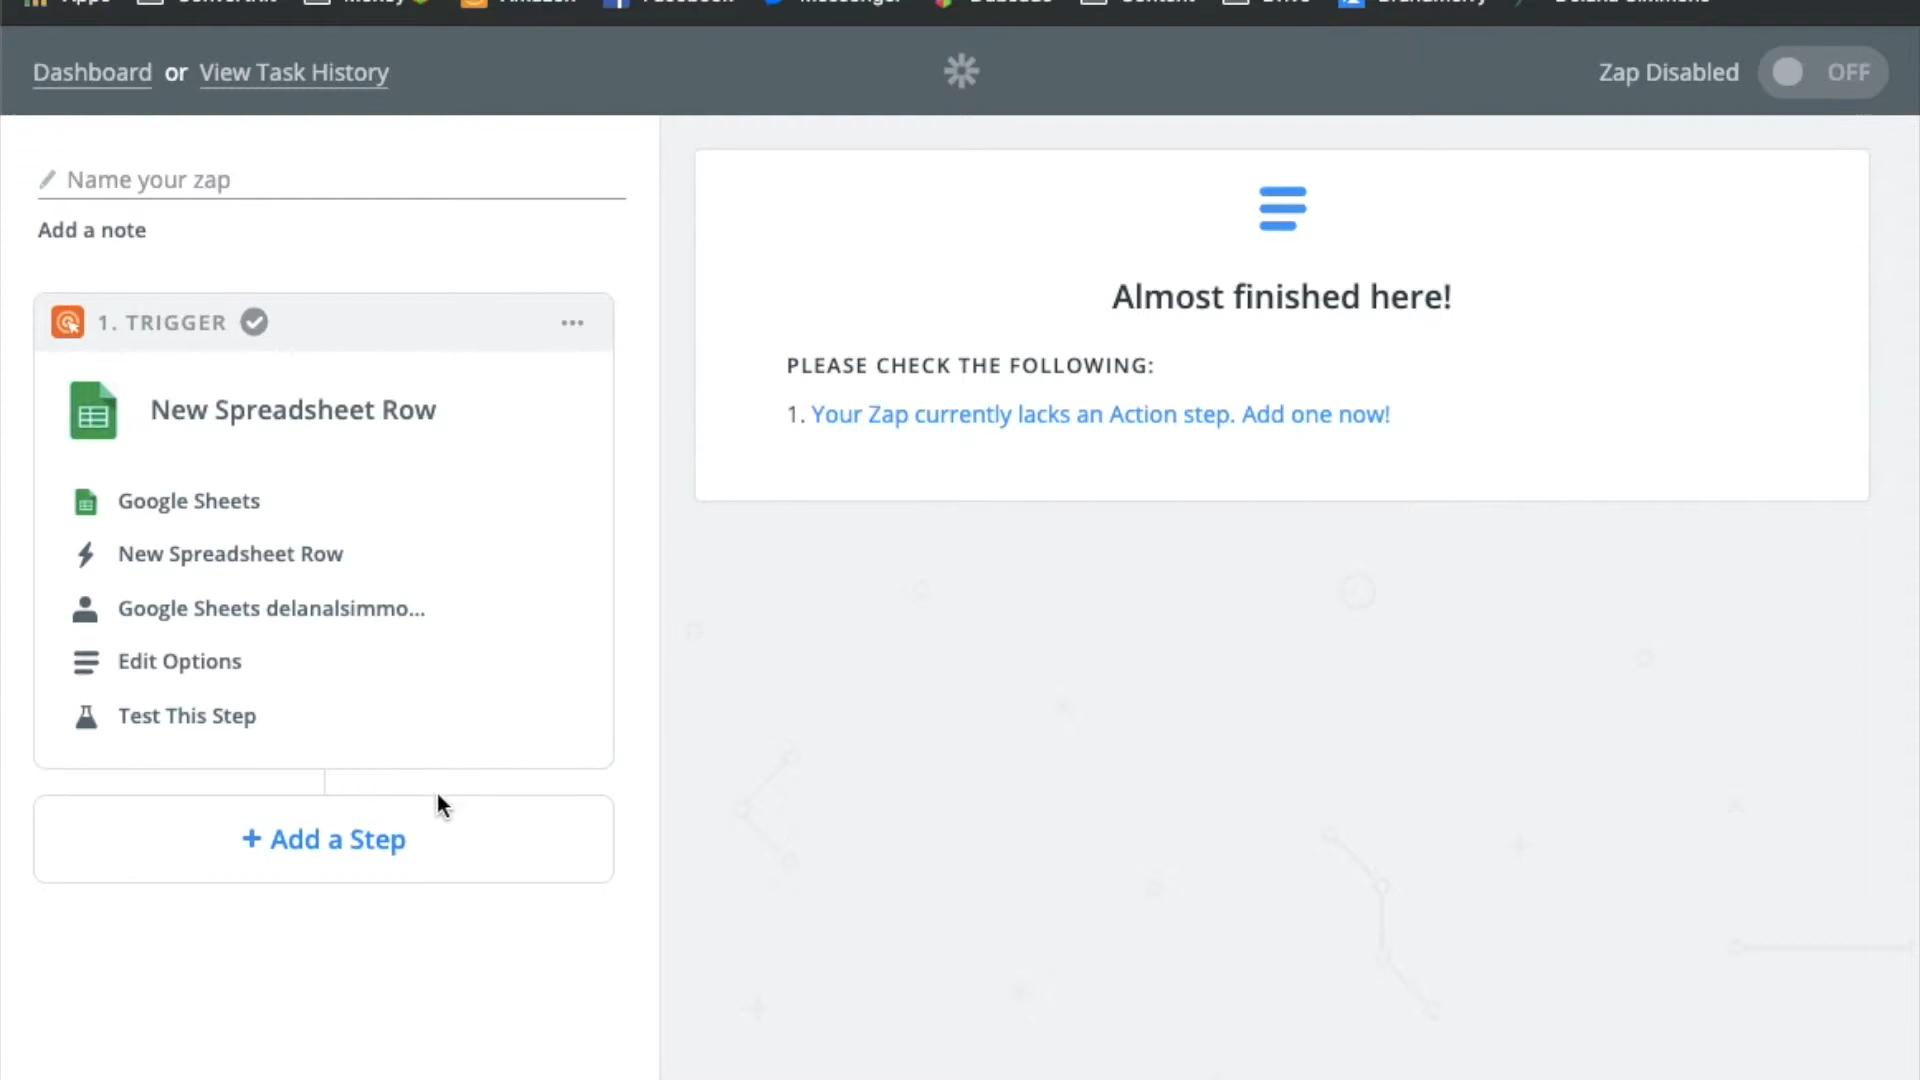 Dashboard or View Task History
Zap Disabled OFF
Name your zap
Add a note
1. TRIGGER
New Spreadsheet Row
Google Sheets
New Spreadsheet Row
Google Sheets delanalsimmo...
Edit Options
Test This Step
+ Add a Step
Almost finished here!
PLEASE CHECK THE FOLLOWING:
1. Your Zap currently lacks an Action step. Add one now!